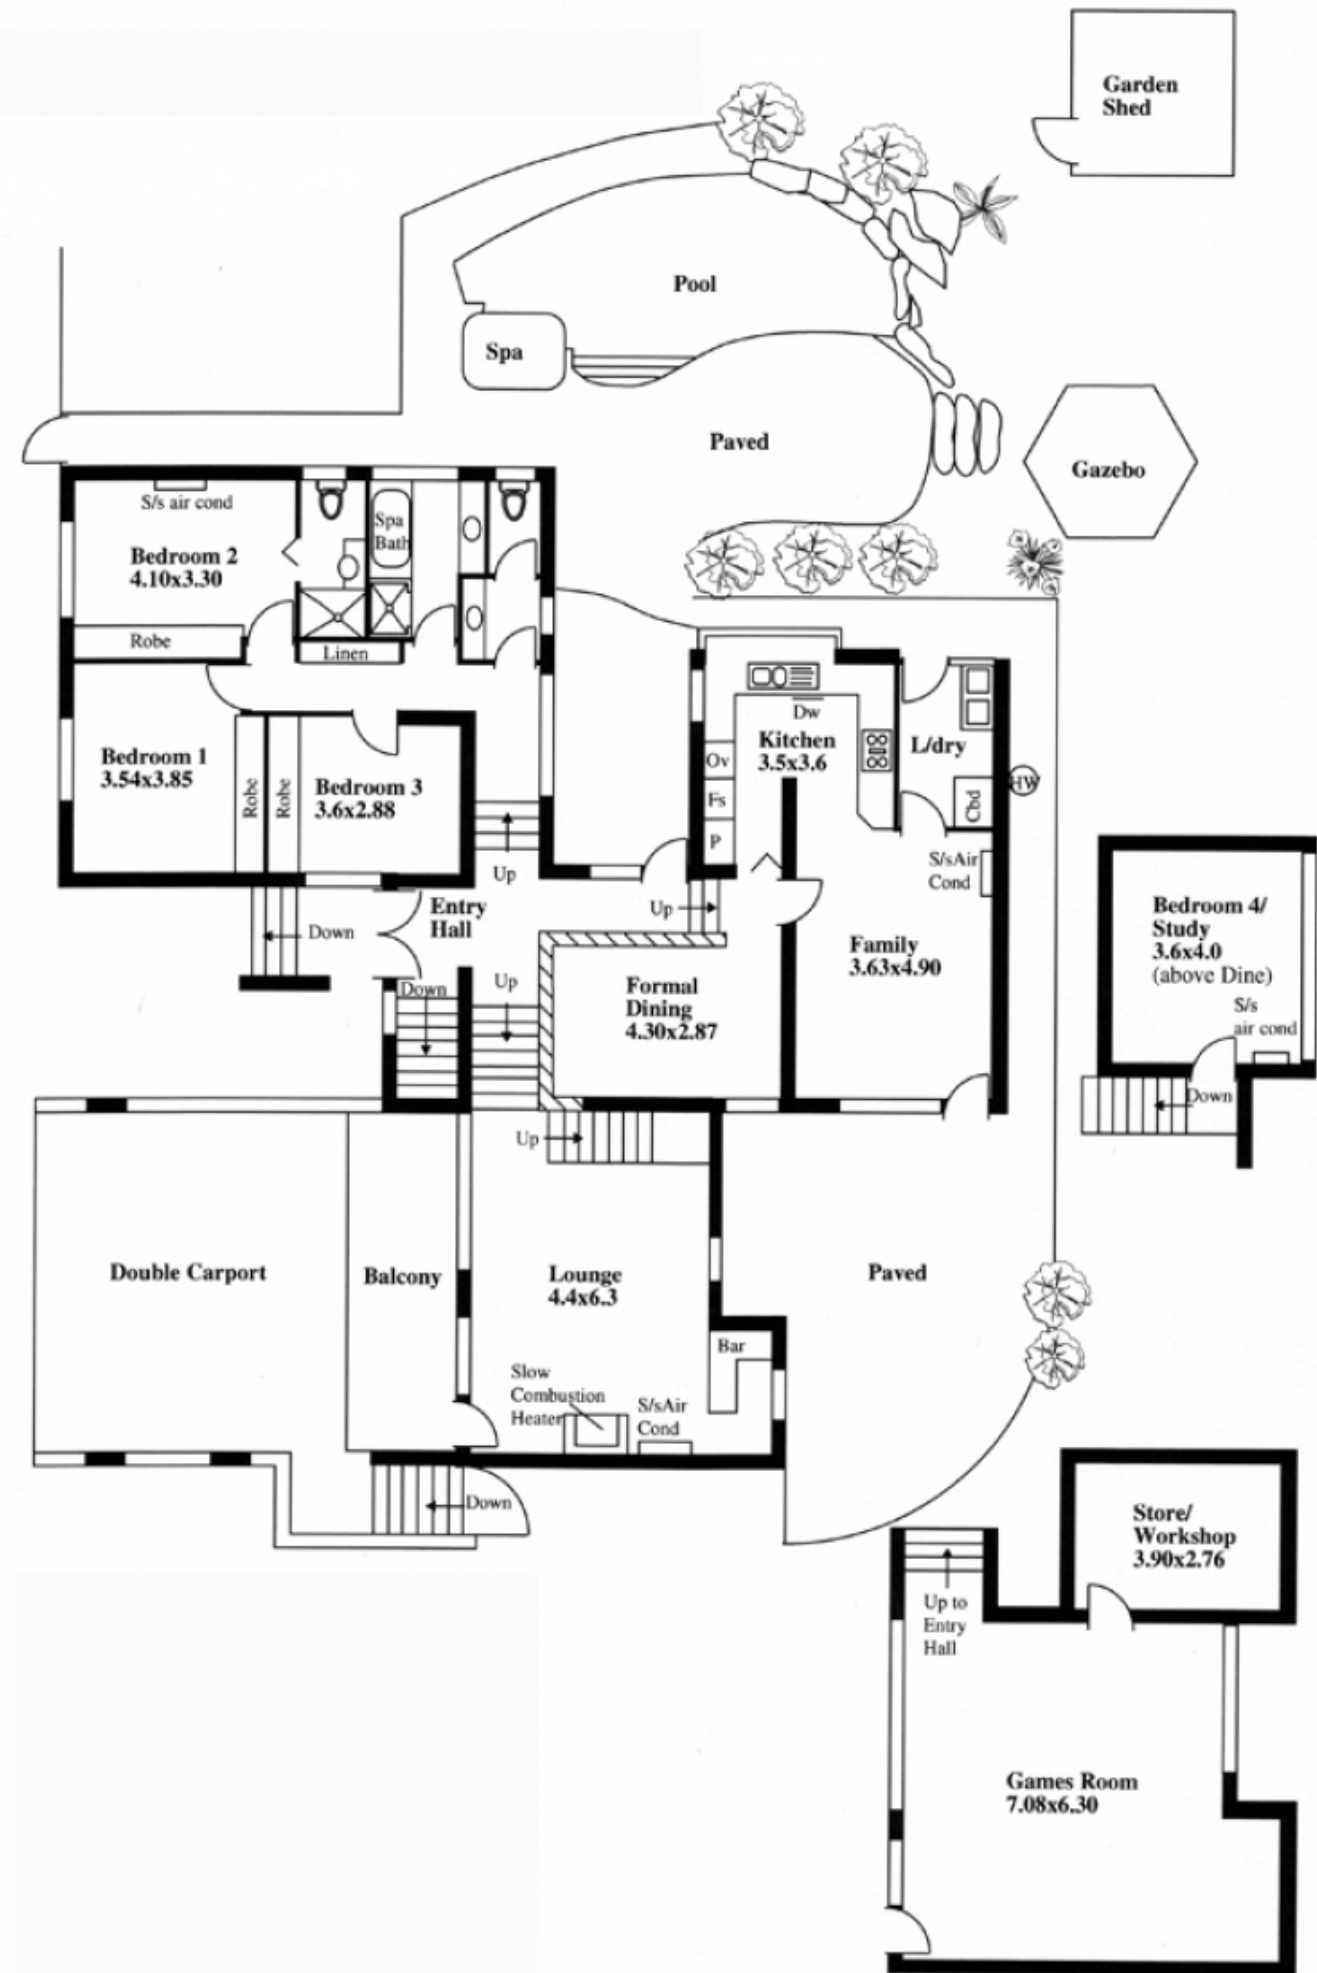 Garden
Shed
Pool
Spa
Paved
Gazebo
S/s air cond
Bedroom 2
4.10x3.30
Spa
Bath
Robe
Linen
Bedroom 1
3.54x3.85
Robe
Robe
Bedroom 3
3.6x2.88
Dw
Kitchen
3.5x3.6
Ov
Fs
P
L/dry
Cbd
HW
S/sAir
Cond
Up
Entry
Hall
Down
Up
Family
3.63x4.90
Formal
Dining
4.30x2.87
Down
Up
Bedroom 4/
Study
3.6x4.0
(above Dine)
S/s
air cond
Down
Up
Double Carport
Balcony
Lounge
4.4x6.3
Paved
Bar
Slow
Combustion
Heater
S/sAir
Cond
Down
Store/
Workshop
3.90x2.76
Up to
Entry
Hall
Games Room
7.08x6.30